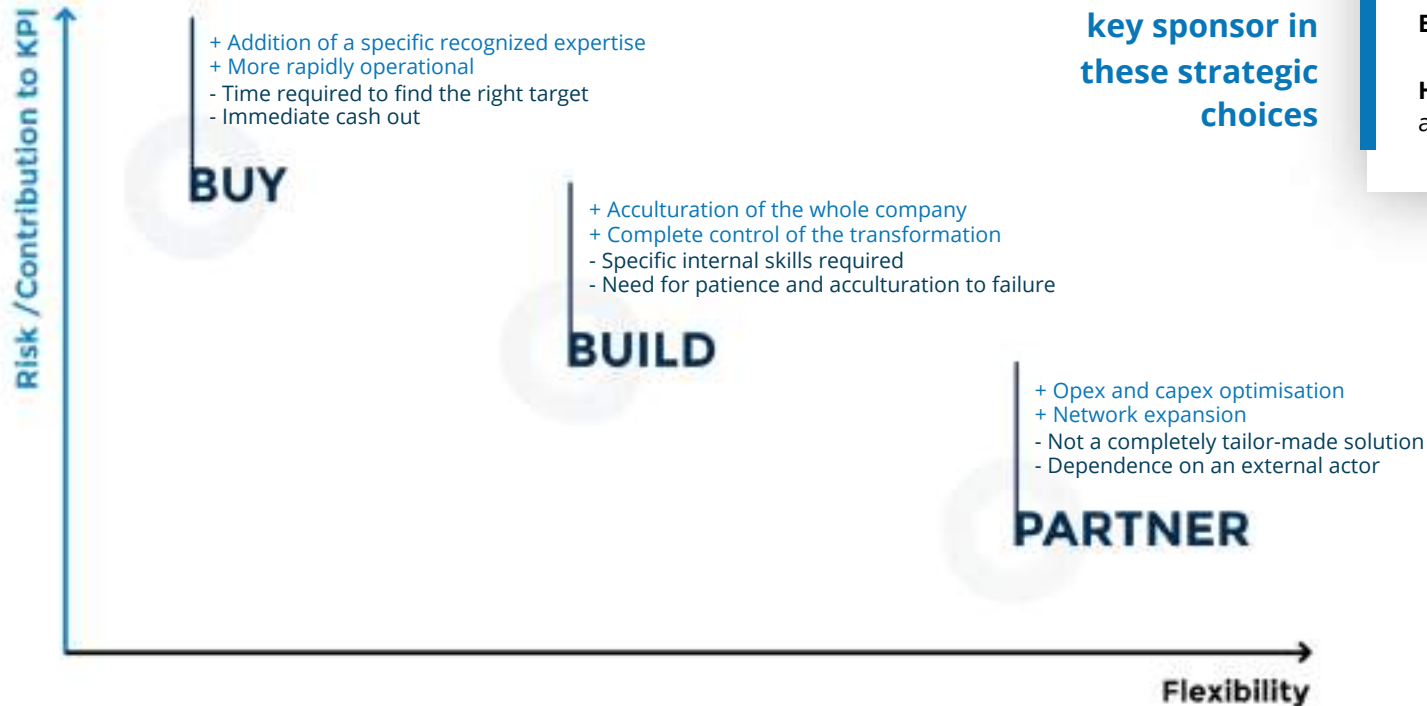 Risk /Contribution to KPI
+ Addition of a specific recognized expertise
+ More rapidly operational
- Time required to find the right target
- Immediate cash out
BUY
key sponsor in
these strategic
choices
+ Acculturation of the whole company
+ Complete control of the transformation
- Specific internal skills required
- Need for patience and acculturation to failure
BUILD
+ Opex and capex optimisation
+ Network expansion
- Not a completely tailor-made solution
- Dependence on an external actor
PARTNER
Flexibility